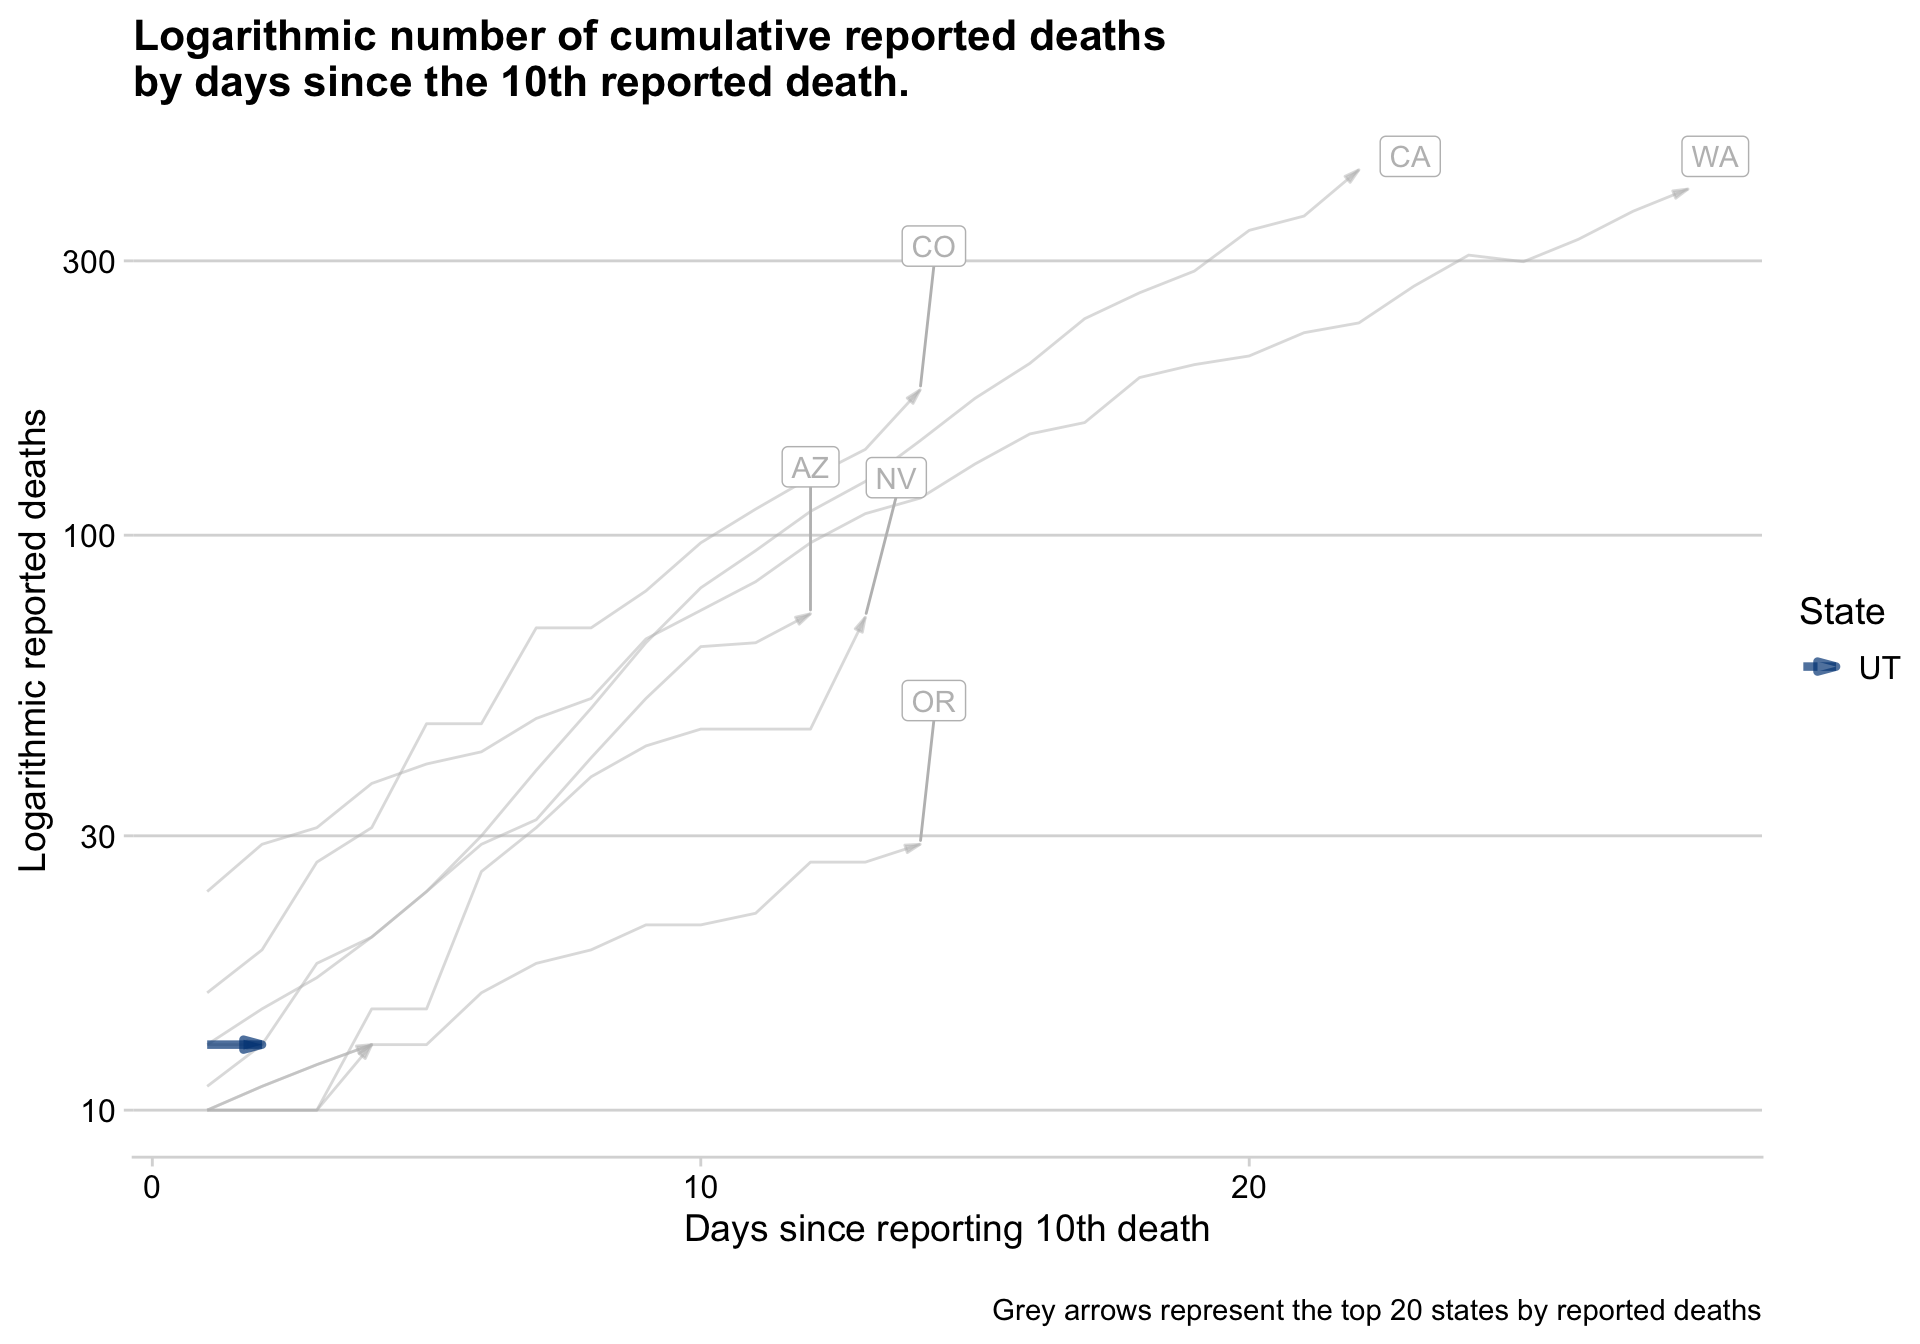 Logarithmic number of cumulative reported deaths
by days since the 10th reported death.
CA
WA
CO
300
AZ
NV
100
OR
30
10
Logarithmic reported deaths
State
UT
0
10
20
Days since reporting 10th death
Grey arrows represent the top 20 states by reported deaths